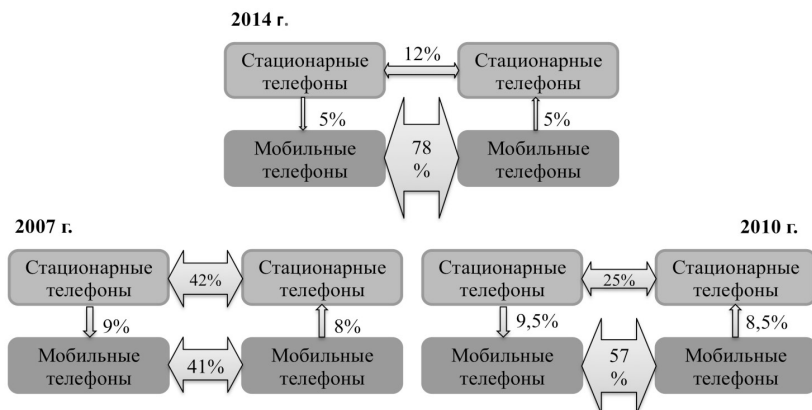 2014 г.
Стационарные
телефоны
12%
Стационарные
телефоны
5%
5%
Мобильные
телефоны
78
%
Мобильные
телефоны
2007 г.
Стационарные
телефоны
42%
Стационарные
телефоны
9%
8%
Мобильные
телефоны
41%
Мобильные
телефоны
2010 г.
Стационарные
телефоны
25%
Стационарные
телефоны
9,5%
8,5%
Мобильные
телефоны
57
%
Мобильные
телефоны